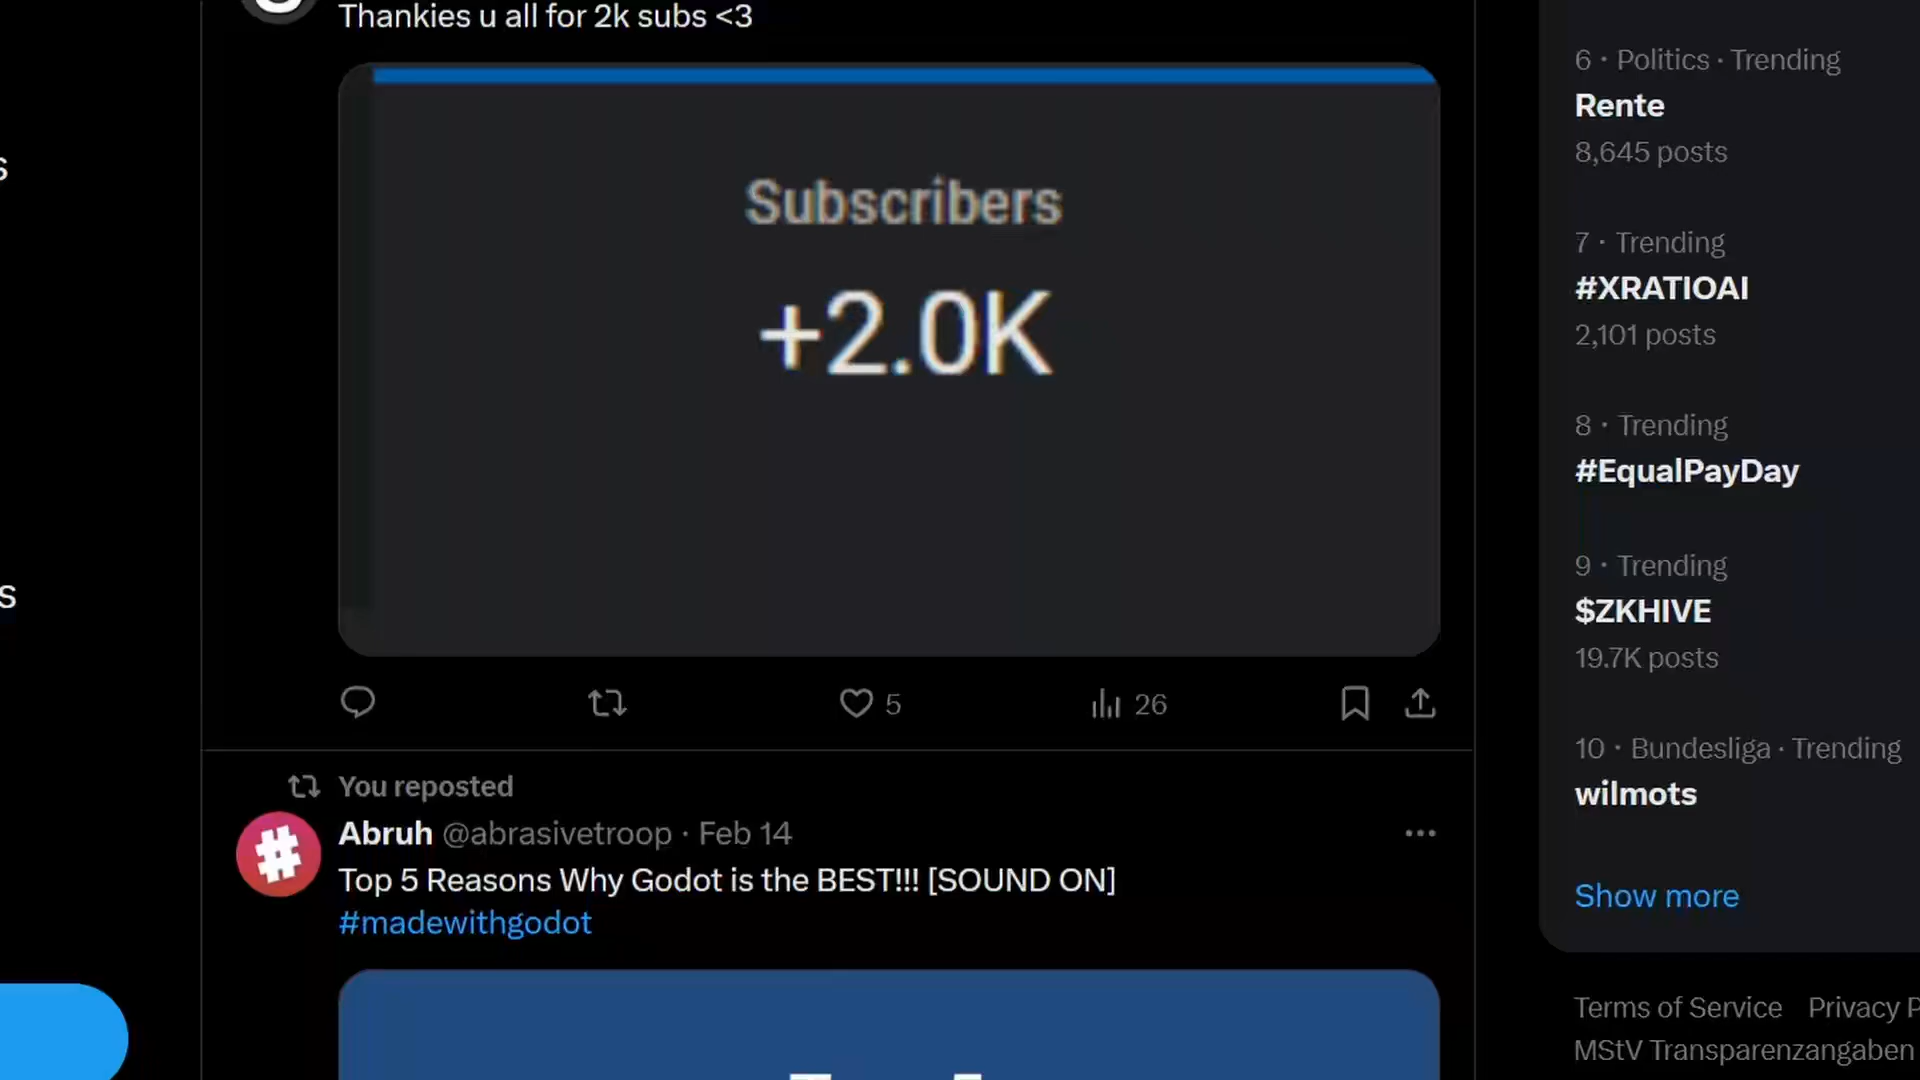 Thankies u all for 2k subs <3
Subscribers
+2.0K
5
26
You reposted
Abruh @abrasivetroop · Feb 14
Top 5 Reasons Why Godot is the BEST!!! [SOUND ON]
#madewithgodot
6 · Politics · Trending
Rente
8,645 posts
7 · Trending
#XRATIOAI
2,101 posts
8 · Trending
#EqualPayDay
9 · Trending
$ZKHIVE
19.7K posts
10 · Bundesliga · Trending
wilmots
Show more
Terms of Service Privacy P
MStV Transparenzangaben